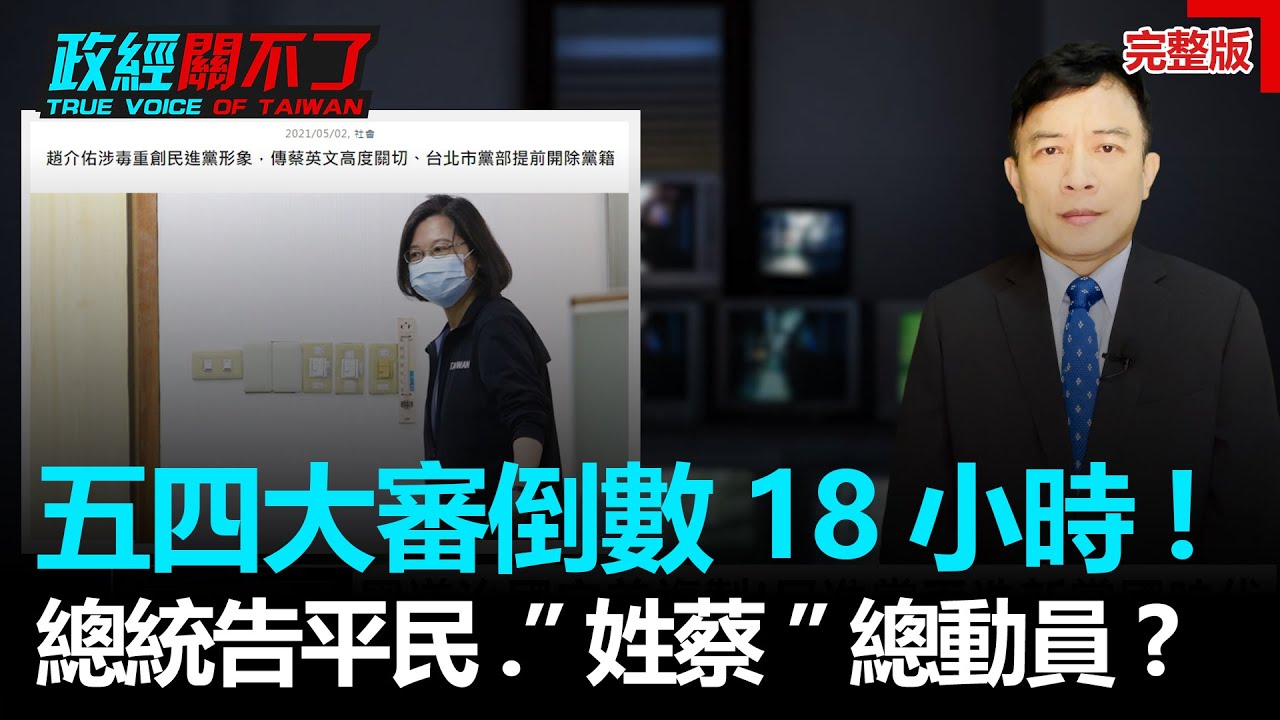 政經關不了
完整版
TRUE VOICE OF TAIWAN
2021/05/02, 社會
趙介佑涉毒重創民進黨形象，傳蔡英文高度關切、台北市黨部提前開除黨籍
TAIWAN
五四大審倒數 18 小時！
總統告平民．〞姓蔡〞總動員？